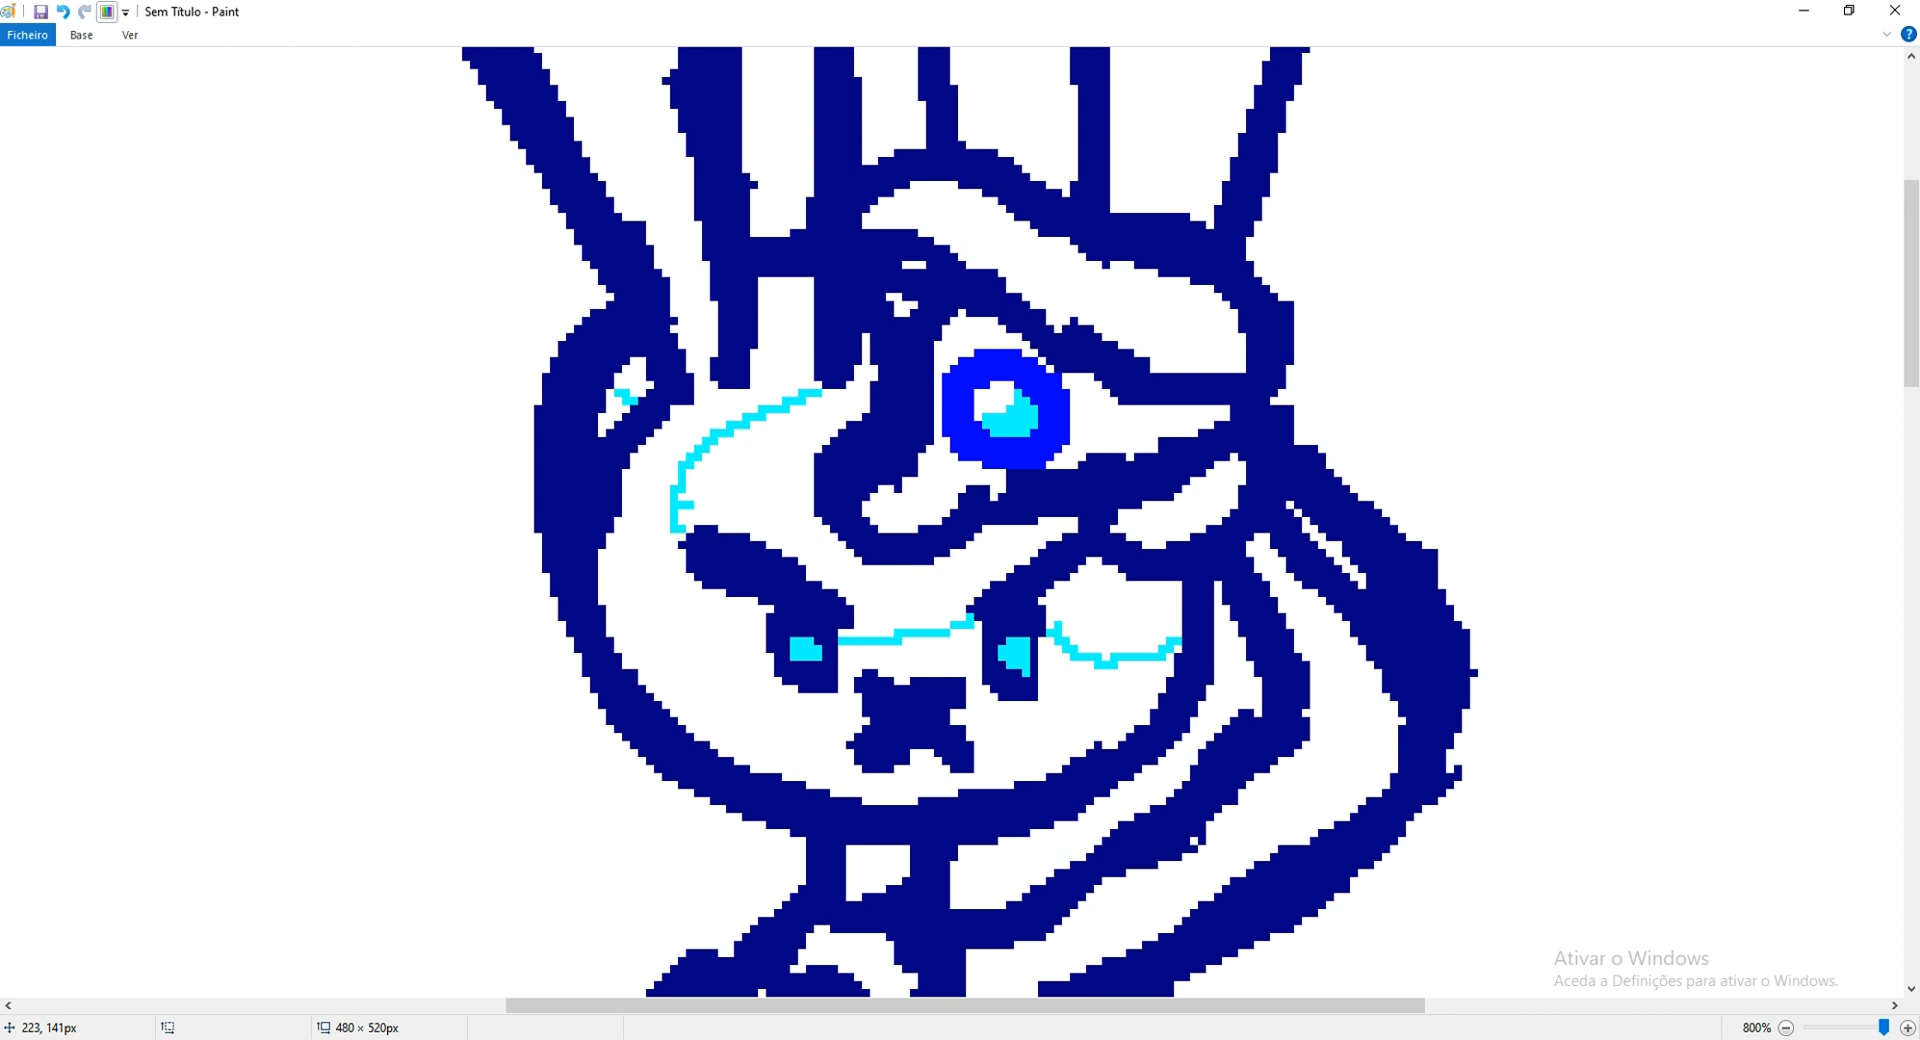 Sem Título - Paint
Ficheiro Base Ver
Ativar o Windows
Aceda a Definições para ativar o Windows.
223, 141px
480 × 520px
800%